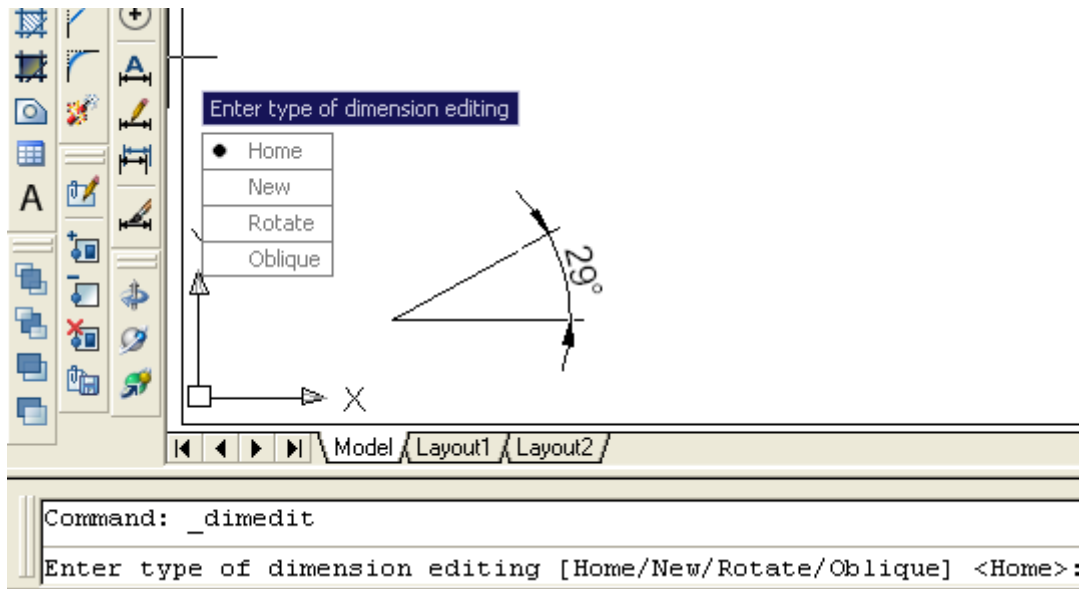 A
A
Enter type of dimension editing
Home
New
Rotate
Oblique
29°
X
Model
Layout1
Layout2
Command: _dimedit
Enter type of dimension editing [Home/New/Rotate/Oblique] <Home>: